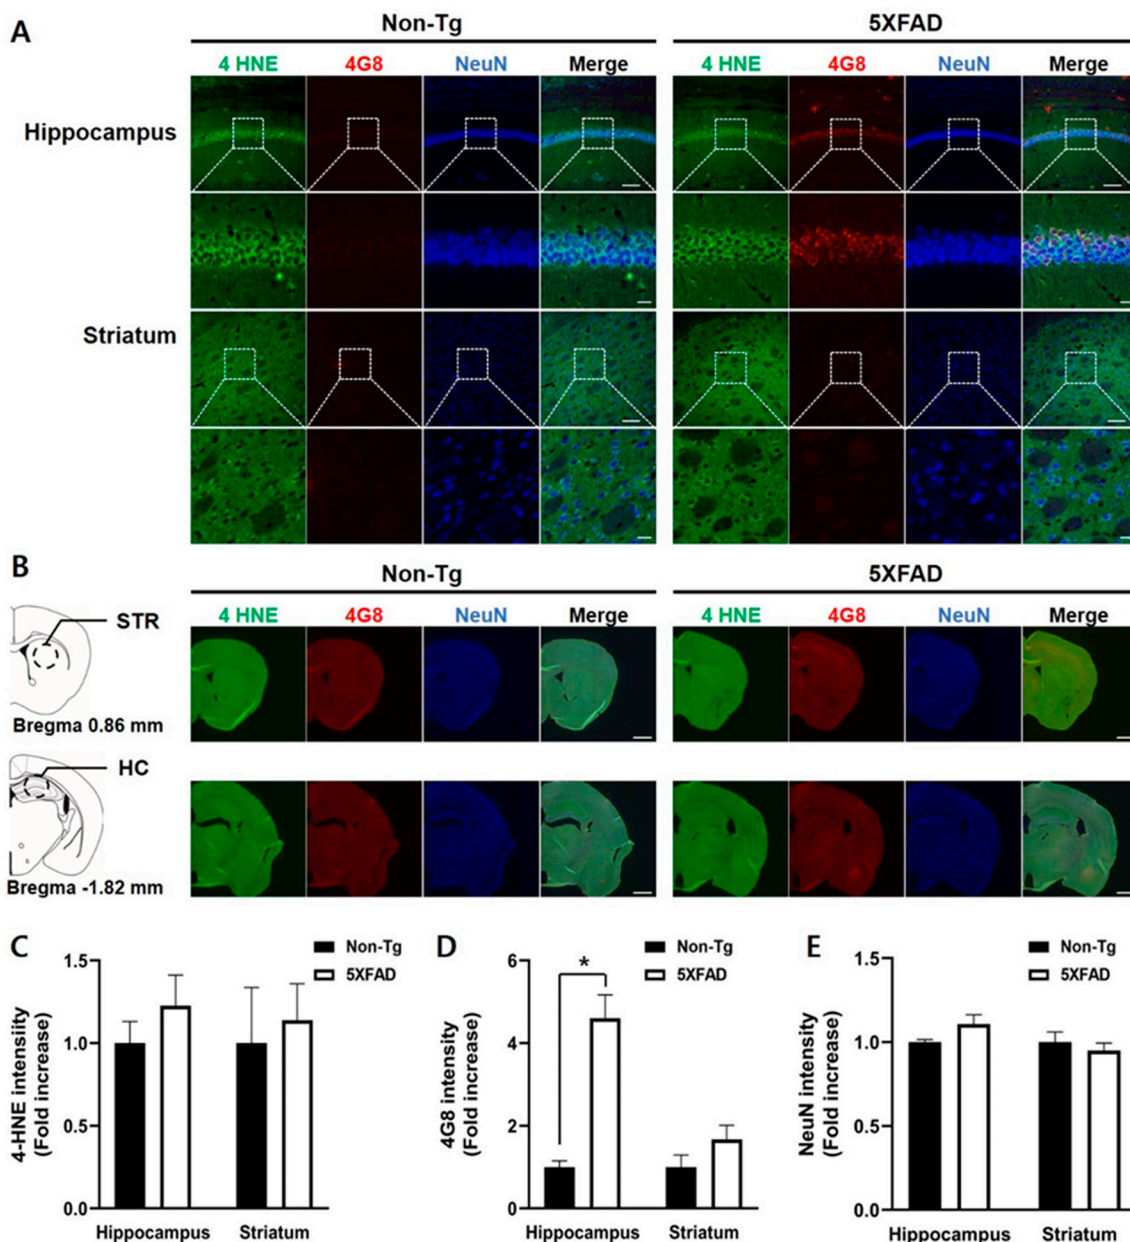 A
Non-Tg 5XFAD
4 HNE 4G8 NeuN Merge 4 HNE 4G8 NeuN Merge
Hippocampus
Striatum
B
Non-Tg 5XFAD
4 HNE 4G8 NeuN Merge 4 HNE 4G8 NeuN Merge
STR
Bregma 0.86 mm
HC
Bregma -1.82 mm
C
Non-Tg
5XFAD
4-HNE intensity
(Fold increase)
1.5
1.0
0.5
0.0
Hippocampus Striatum
D
Non-Tg
5XFAD
4G8 intensity
(Fold increase)
6
4
2
0
*
Hippocampus Striatum
E
Non-Tg
5XFAD
NeuN intensity
(Fold increase)
1.5
1.0
0.5
0.0
Hippocampus Striatum